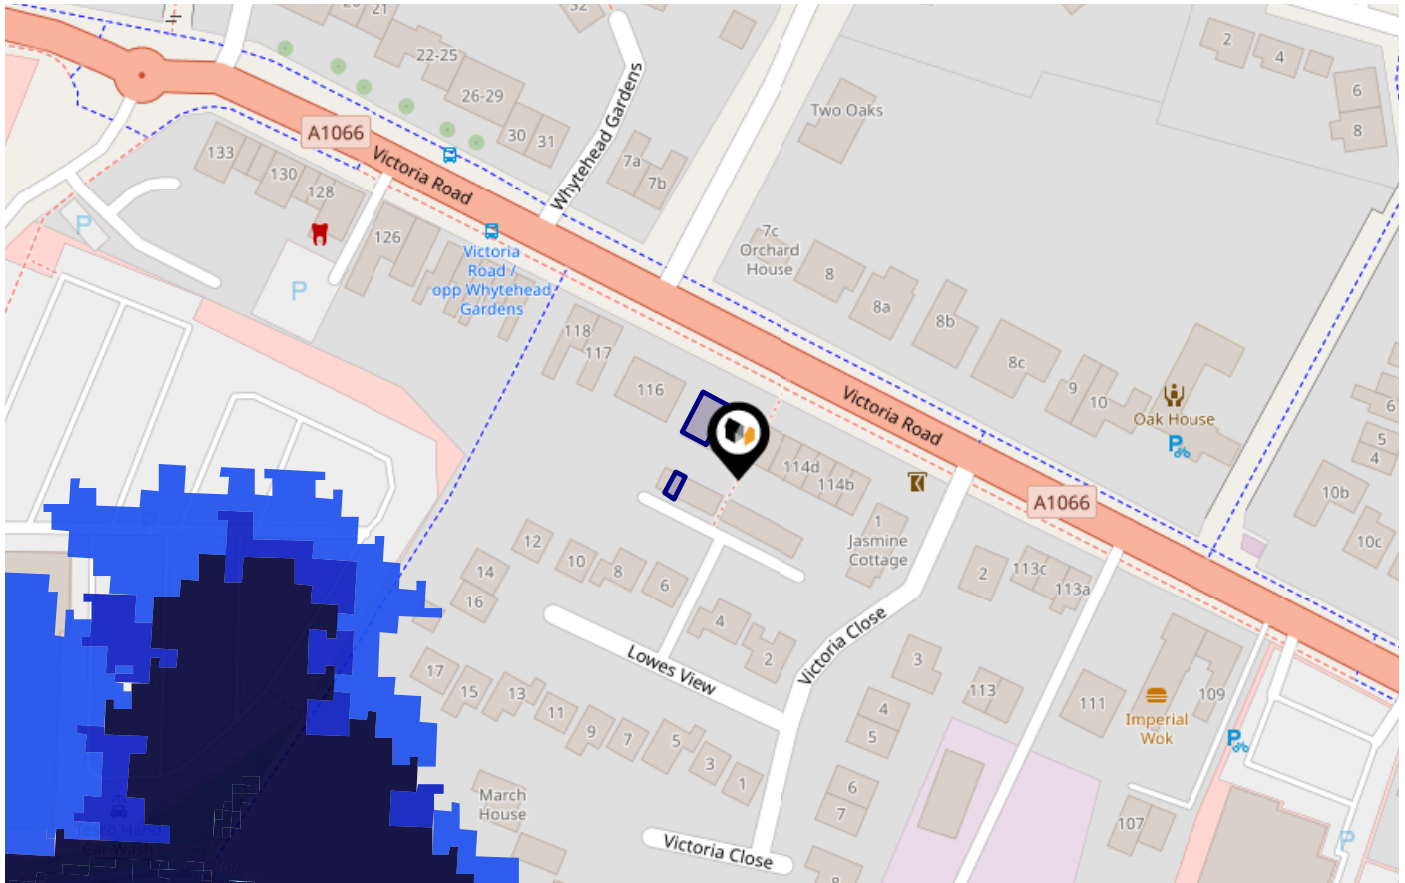 21
32
22-25
26-29
30
31
Whytehead Gardens
7a
7b
Two Oaks
2
4
6
8
A1066
Victoria Road
133
130
128
126
P
P
Victoria
Road /
opp Whytehead
Gardens
7c
Orchard
House
8
8a
8b
8c
9
10
Oak House
P
6
5
4
10b
10c
118
117
116
Victoria Road
114d
114b
A1066
1
Jasmine
Cottage
12
10
8
6
14
16
4
2
Lowes View
Victoria Close
2
113c
113a
3
113
4
5
111
109
Imperial
Wok
P
17
15
13
11
9
7
5
3
1
6
7
107
P
March
House
Victoria Close
Tesco Hand
Car Wash